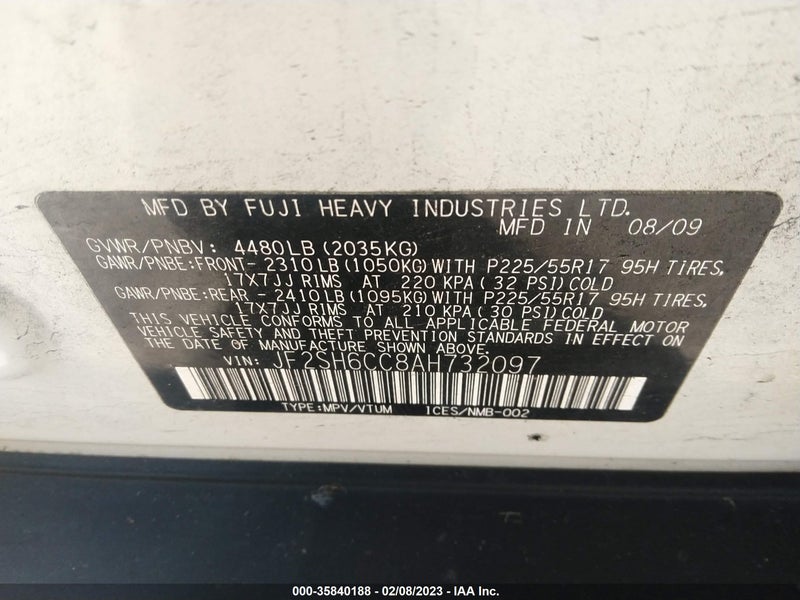 MFD BY FUJI HEAVY INDUSTRIES LTD.
MFD IN 08/09
GVWR/PNBV: 4480LB (2035KG)
GAWR/PNBE:FRONT- 2310LB (1050KG) WITH P225/55R17 95H TIRES,
17X7JJ RIMS AT 220 KPA ( 32 PSI) COLD
GAWR/PNBE:REAR - 2410LB (1095KG) WITH P225/55R17 95H TIRES,
17X7JJ RIMS AT 210 KPA ( 30 PSI) COLD
THIS VEHICLE CONFORMS TO ALL APPLICABLE FEDERAL MOTOR
VEHICLE SAFETY AND THEFT PREVENTION STANDARDS IN EFFECT ON
THE DATE OF MANUFACTURE SHOWN ABOVE.
VIN: JF2SH6CC8AH732097
TYPE:MPV/VTUM ICES/NMB-002
000-35840188 - 02/08/2023 - IAA Inc.